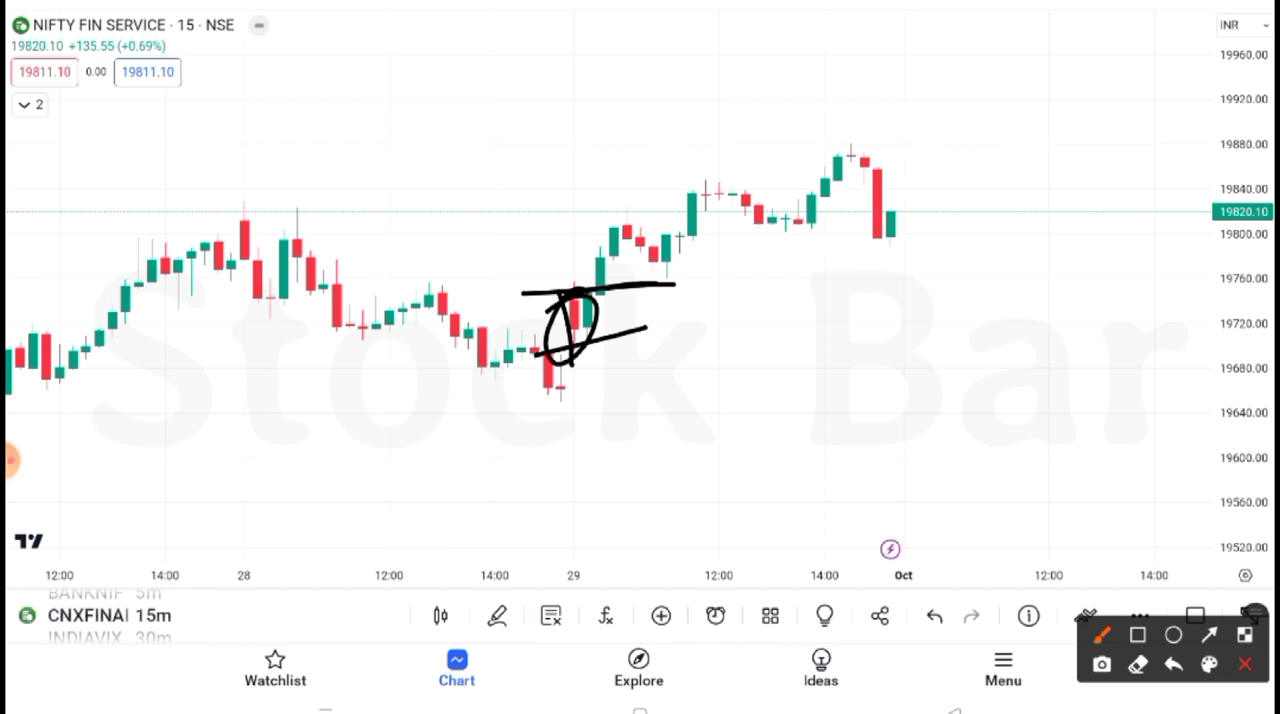 NIFTY FIN SERVICE · 15 · NSE
INR
19820.10 +135.55 (+0.69%)
19811.10 0.00 19811.10
2
19960.00
19920.00
19880.00
19840.00
19820.10
19800.00
19760.00
19720.00
19680.00
19640.00
19600.00
19560.00
19520.00
Stock Bar
12:00 14:00 28 12:00 14:00 29 12:00 14:00 Oct 12:00 14:00
BANKNIF 5m
CNXFINAI 15m
INDIAVIX 30m
Watchlist Chart Explore Ideas Menu